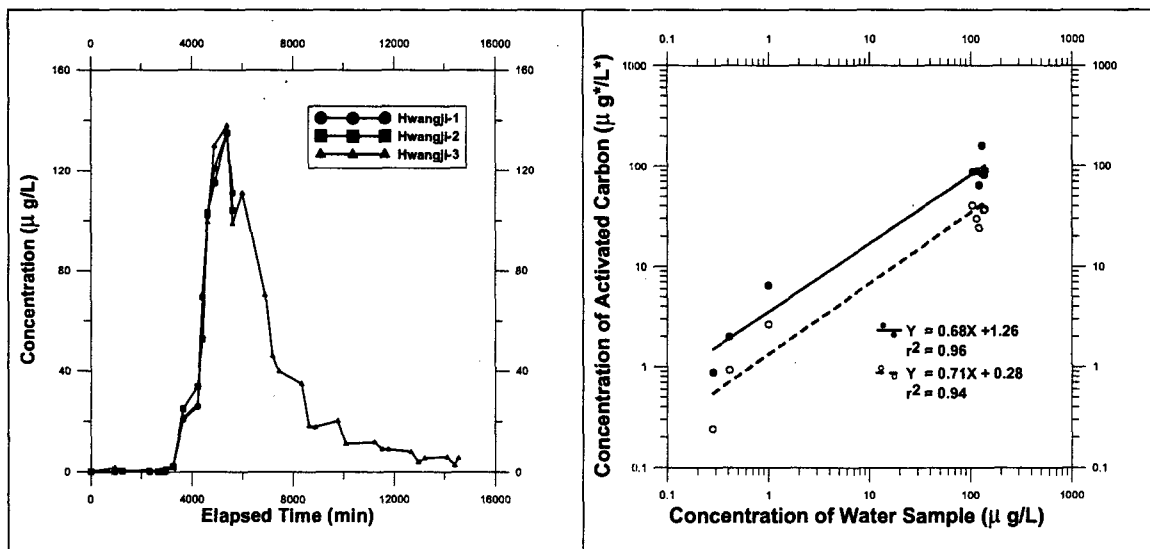 0 4000 8000 12000 16000
160 160
120 120
80 80
40 40
0 0
0 4000 8000 12000 16000
Concentration (μ g/L)
Elapsed Time (min)
Hwangji-1
Hwangji-2
Hwangji-3
0.1 1 10 100 1000
1000 1000
100 100
10 10
1 1
0.1 0.1
0.1 1 10 100 1000
Concentration of Activated Carbon (μ g*/L*)
Concentration of Water Sample (μ g/L)
Y = 0.68X +1.26
r2 = 0.96
Y = 0.71X + 0.28
r2 = 0.94